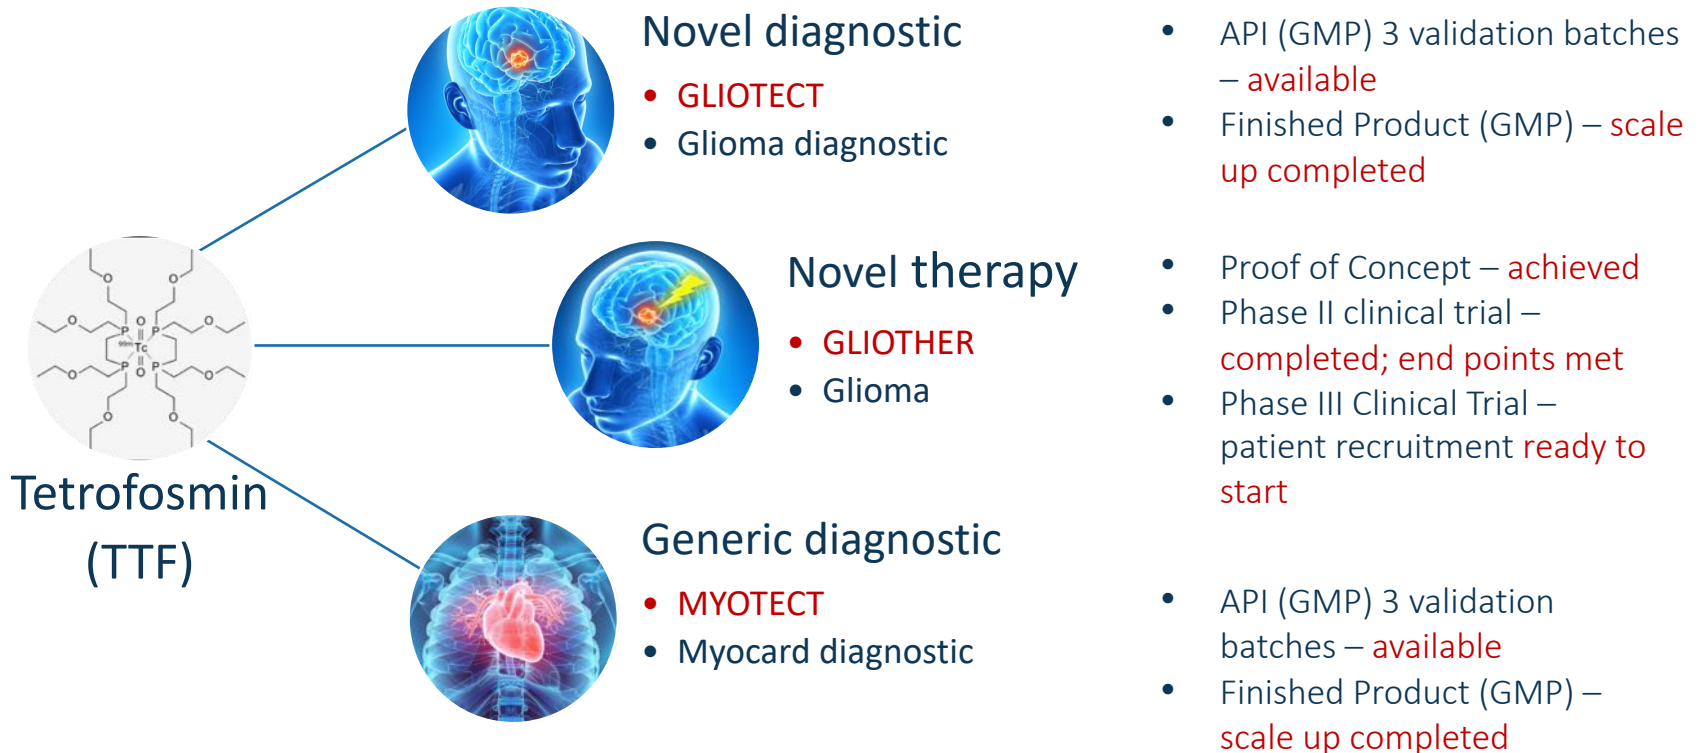 Novel diagnostic
• GLIOTECT
• Glioma diagnostic
• API (GMP) 3 validation batches
– available
• Finished Product (GMP) – scale
up completed
O O
O P P O
O
99m Tc
O
O P P O
O O
Tetrofosmin
(TTF)
Novel therapy
• GLIOTHER
• Glioma
• Proof of Concept – achieved
• Phase II clinical trial –
completed; end points met
• Phase III Clinical Trial –
patient recruitment ready to
start
Generic diagnostic
• MYOTECT
• Myocard diagnostic
• API (GMP) 3 validation
batches – available
• Finished Product (GMP) –
scale up completed